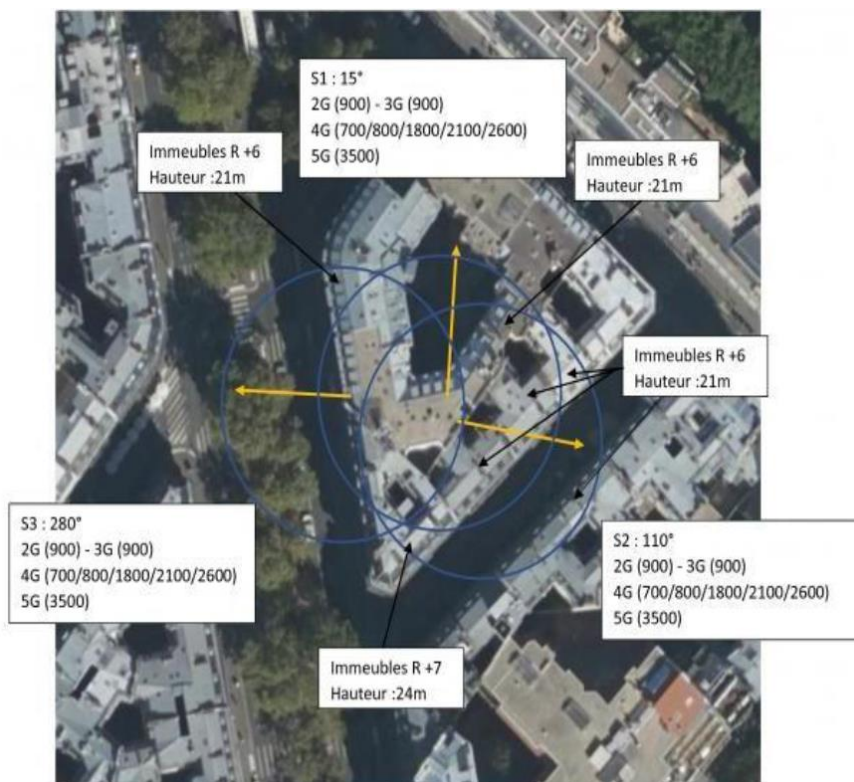 S1 : 15°
2G (900) - 3G (900)
4G (700/800/1800/2100/2600)
5G (3500)
Immeubles R +6
Hauteur :21m
Immeubles R +6
Hauteur :21m
Immeubles R +6
Hauteur :21m
S3 : 280°
2G (900) - 3G (900)
4G (700/800/1800/2100/2600)
5G (3500)
S2 : 110°
2G (900) - 3G (900)
4G (700/800/1800/2100/2600)
5G (3500)
Immeubles R +7
Hauteur :24m